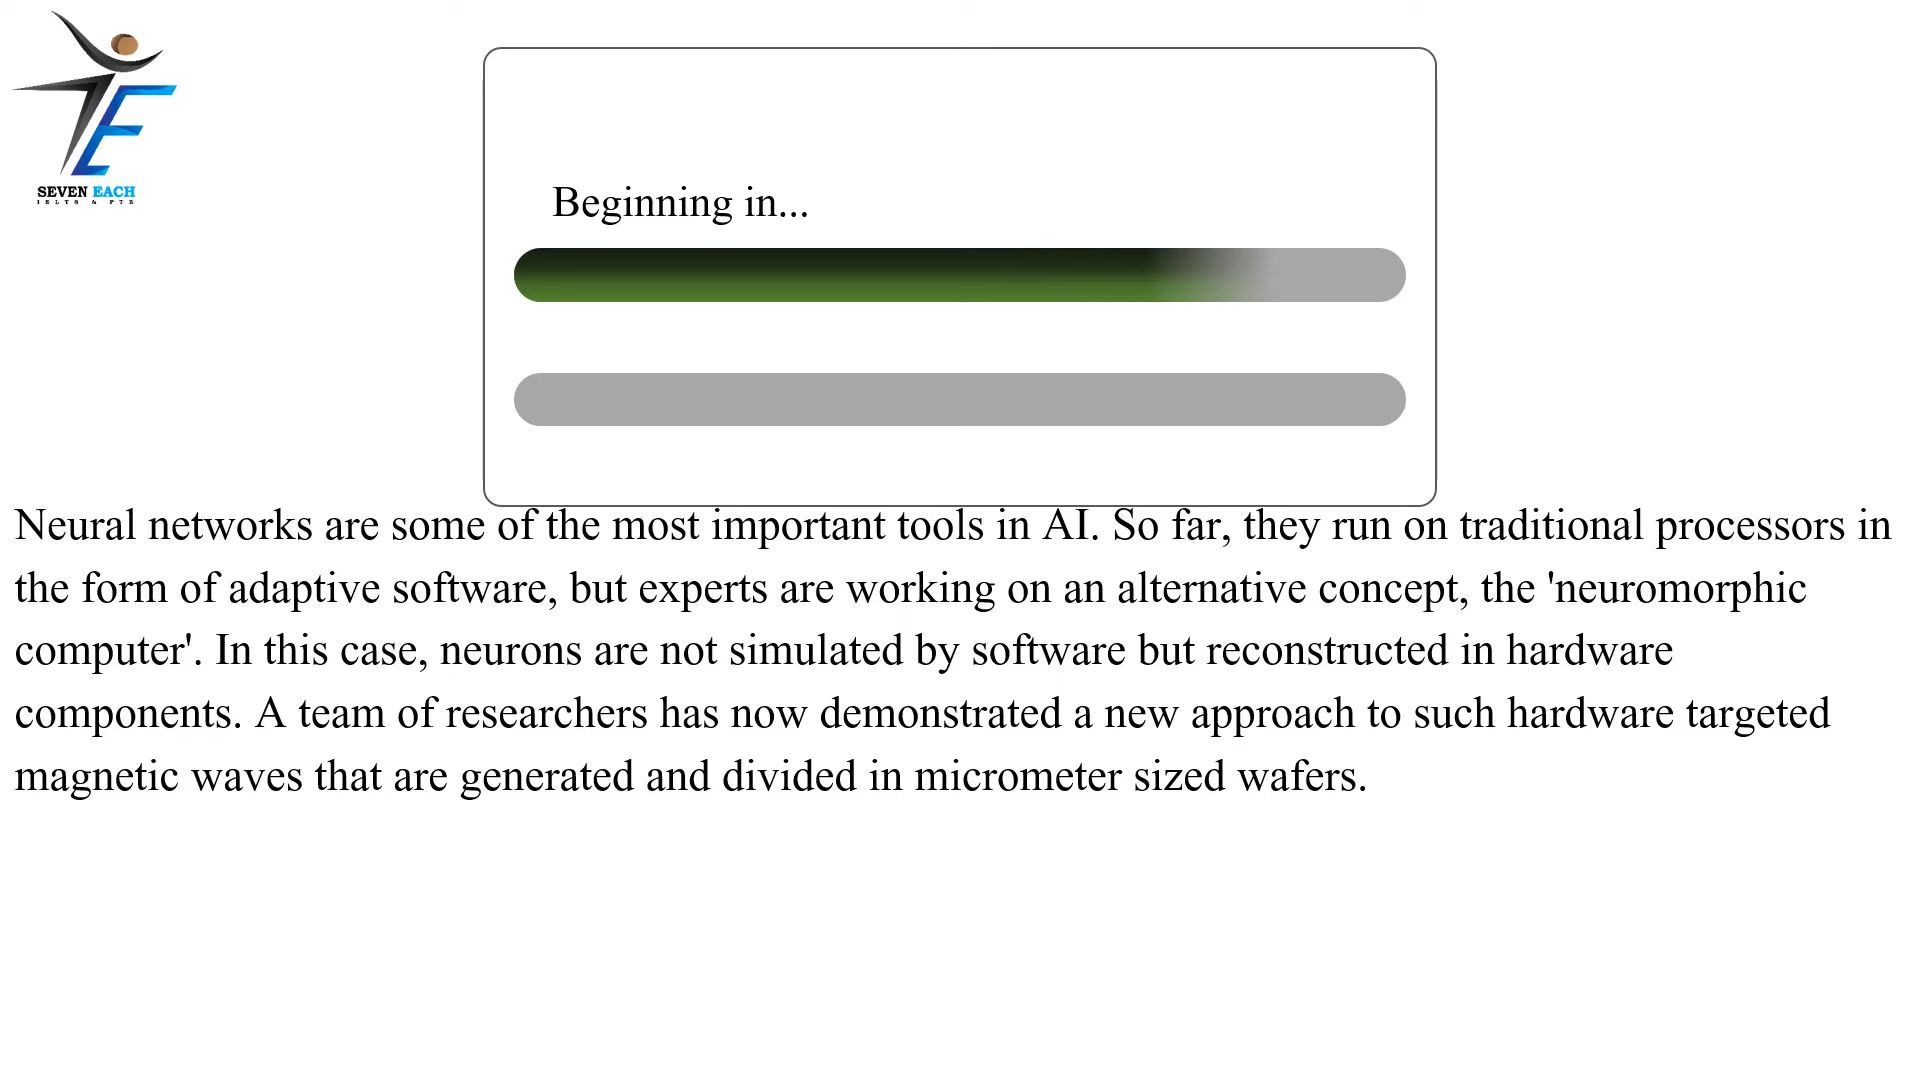 SEVEN EACH
IELTS & PTE
Beginning in...
Neural networks are some of the most important tools in AI. So far, they run on traditional processors in
the form of adaptive software, but experts are working on an alternative concept, the 'neuromorphic
computer'. In this case, neurons are not simulated by software but reconstructed in hardware
components. A team of researchers has now demonstrated a new approach to such hardware targeted
magnetic waves that are generated and divided in micrometer sized wafers.